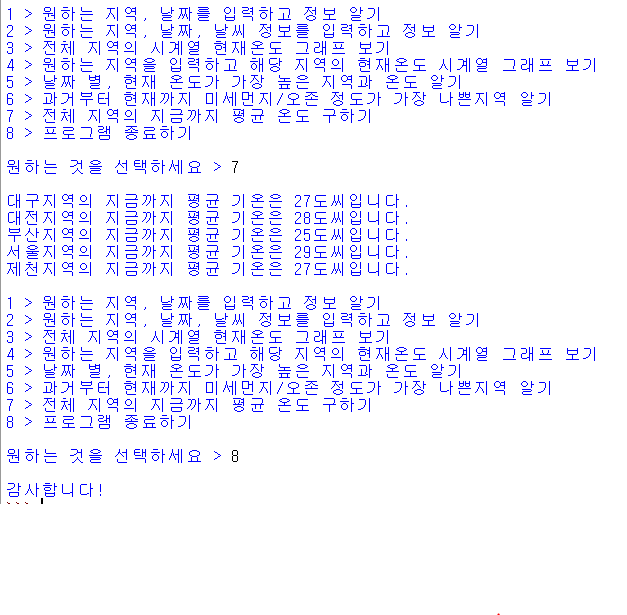 1 > 원하는 지역, 날짜를 입력하고 정보 알기
2 > 원하는 지역, 날짜, 날씨 정보를 입력하고 정보 알기
3 > 전체 지역의 시계열 현재온도 그래프 보기
4 > 원하는 지역을 입력하고 해당 지역의 현재온도 시계열 그래프 보기
5 > 날짜 별, 현재 온도가 가장 높은 지역과 온도 알기
6 > 과거부터 현재까지 미세먼지/오존 정도가 가장 나쁜지역 알기
7 > 전체 지역의 지금까지 평균 온도 구하기
8 > 프로그램 종료하기
원하는 것을 선택하세요 > 7
대구지역의 지금까지 평균 기온은 27도씨입니다.
대전지역의 지금까지 평균 기온은 28도씨입니다.
부산지역의 지금까지 평균 기온은 25도씨입니다.
서울지역의 지금까지 평균 기온은 29도씨입니다.
제천지역의 지금까지 평균 기온은 27도씨입니다.
1 > 원하는 지역, 날짜를 입력하고 정보 알기
2 > 원하는 지역, 날짜, 날씨 정보를 입력하고 정보 알기
3 > 전체 지역의 시계열 현재온도 그래프 보기
4 > 원하는 지역을 입력하고 해당 지역의 현재온도 시계열 그래프 보기
5 > 날짜 별, 현재 온도가 가장 높은 지역과 온도 알기
6 > 과거부터 현재까지 미세먼지/오존 정도가 가장 나쁜지역 알기
7 > 전체 지역의 지금까지 평균 온도 구하기
8 > 프로그램 종료하기
원하는 것을 선택하세요 > 8
감사합니다!